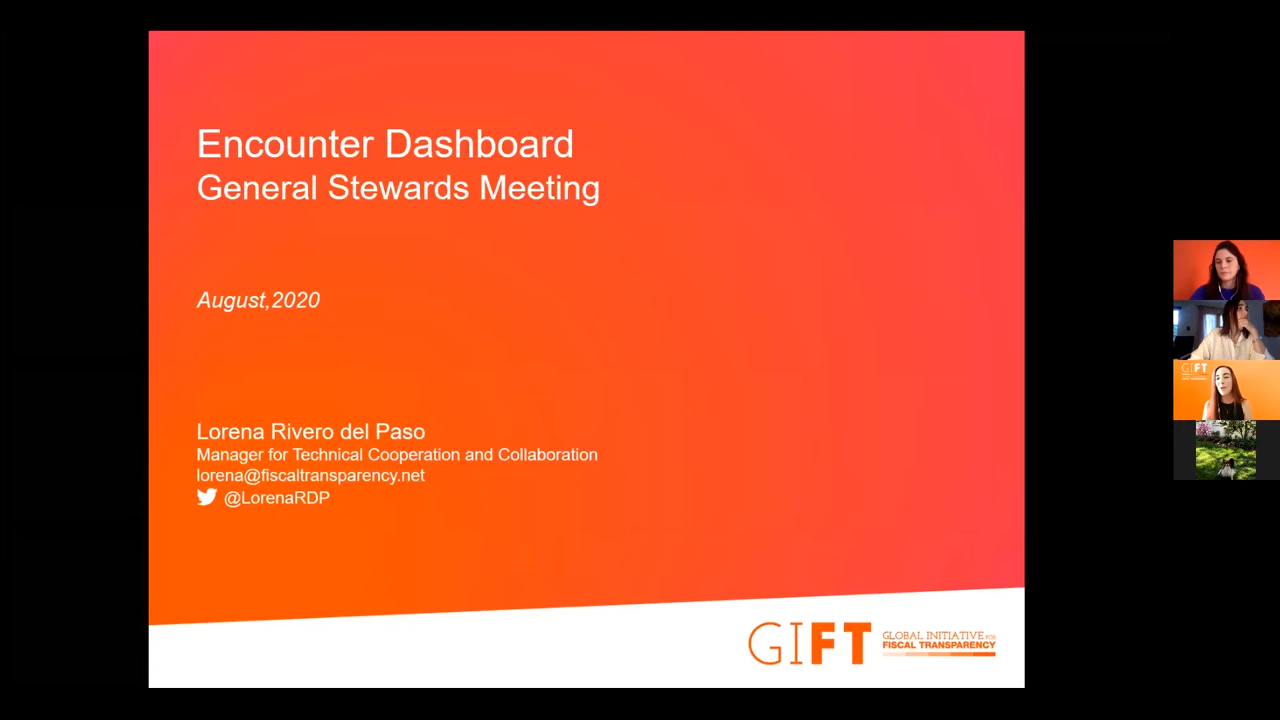 Encounter Dashboard
General Stewards Meeting
August,2020
Lorena Rivero del Paso
Manager for Technical Cooperation and Collaboration
lorena@fiscaltransparency.net
@LorenaRDP
GIFT
GLOBAL INITIATIVE FOR
FISCAL TRANSPARENCY
GIFT